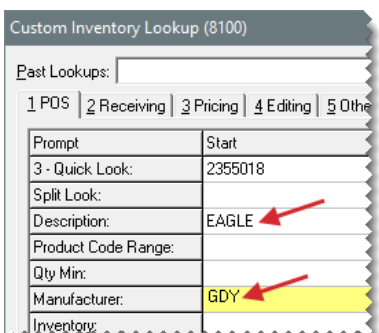 Custom Inventory Lookup (8100)
Past Lookups:
1 POS 2 Receiving 3 Pricing 4 Editing 5 Othe
Prompt Start
3 - Quick Look: 2355018
Split Look:
Description: EAGLE
Product Code Range:
Qty Min:
Manufacturer: GDY
Inventory: